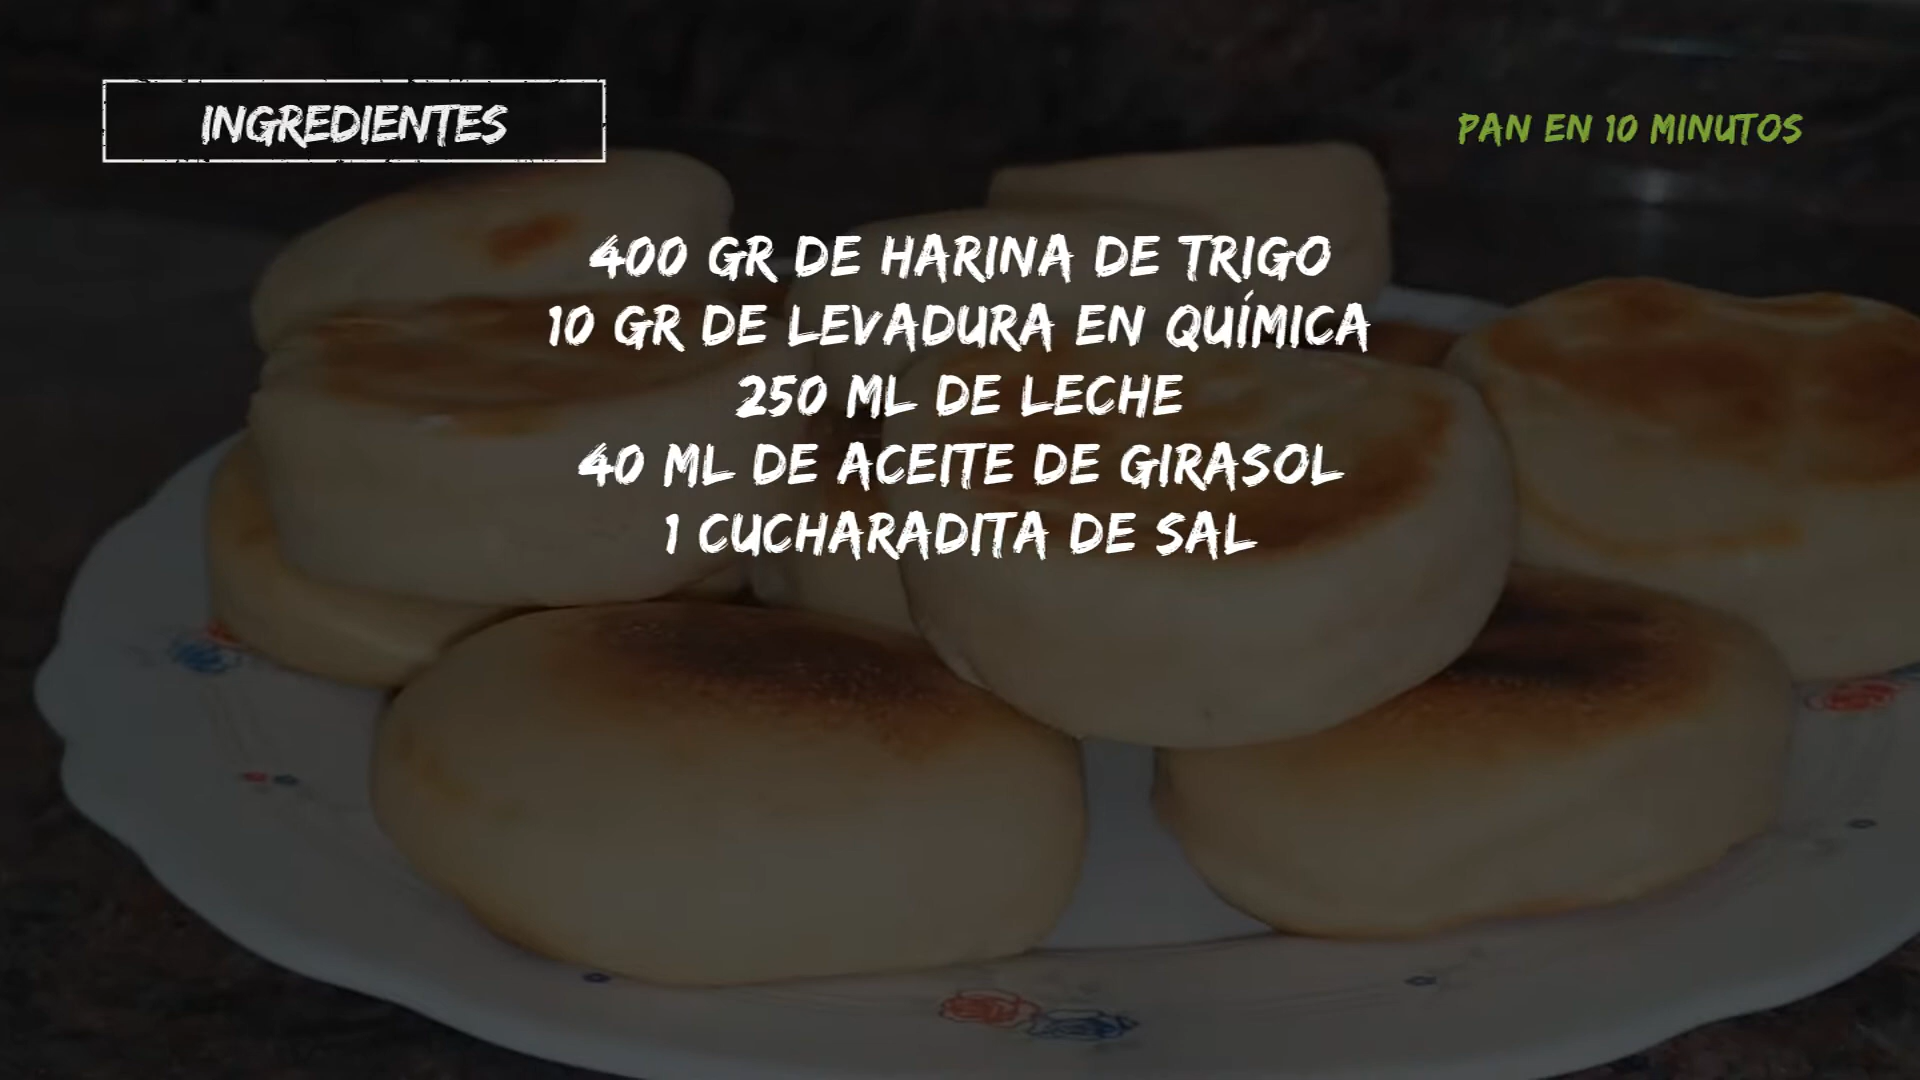 INGREDIENTES
PAN EN 10 MINUTOS
400 GR DE HARINA DE TRIGO
10 GR DE LEVADURA EN QUÍMICA
250 ML DE LECHE
40 ML DE ACEITE DE GIRASOL
1 CUCHARADITA DE SAL